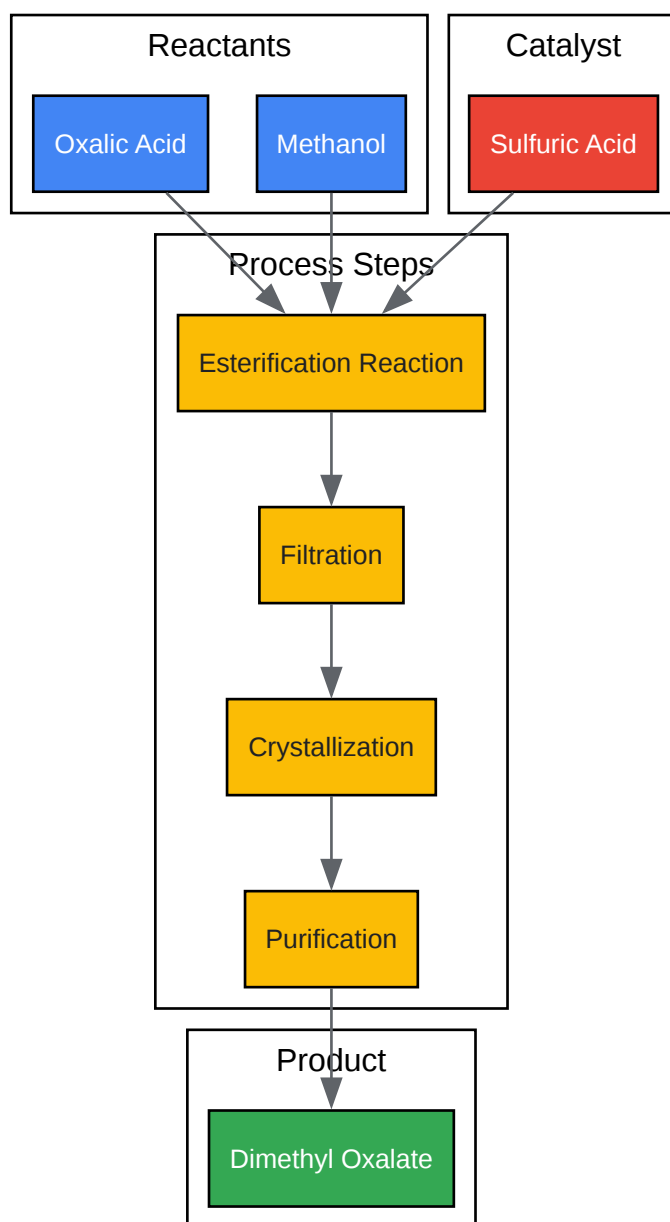 Reactants
Catalyst
Oxalic Acid
Methanol
Sulfuric Acid
Process Steps
Esterification Reaction
Filtration
Crystallization
Purification
Product
Dimethyl Oxalate